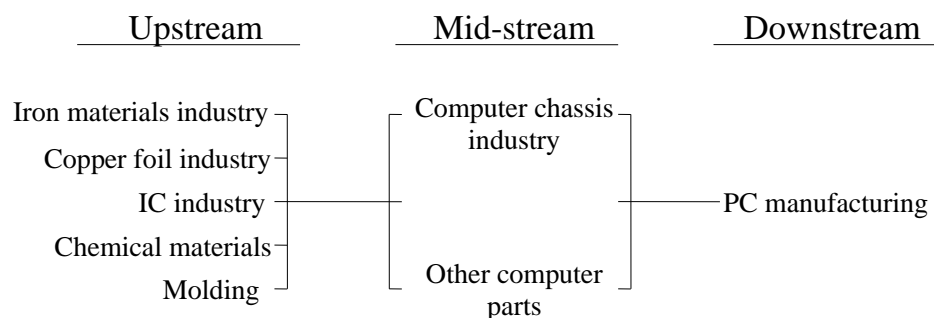 Upstream
Mid-stream
Downstream
Iron materials industry
Copper foil industry
IC industry
Chemical materials
Molding
Computer chassis
industry
Other computer
parts
PC manufacturing